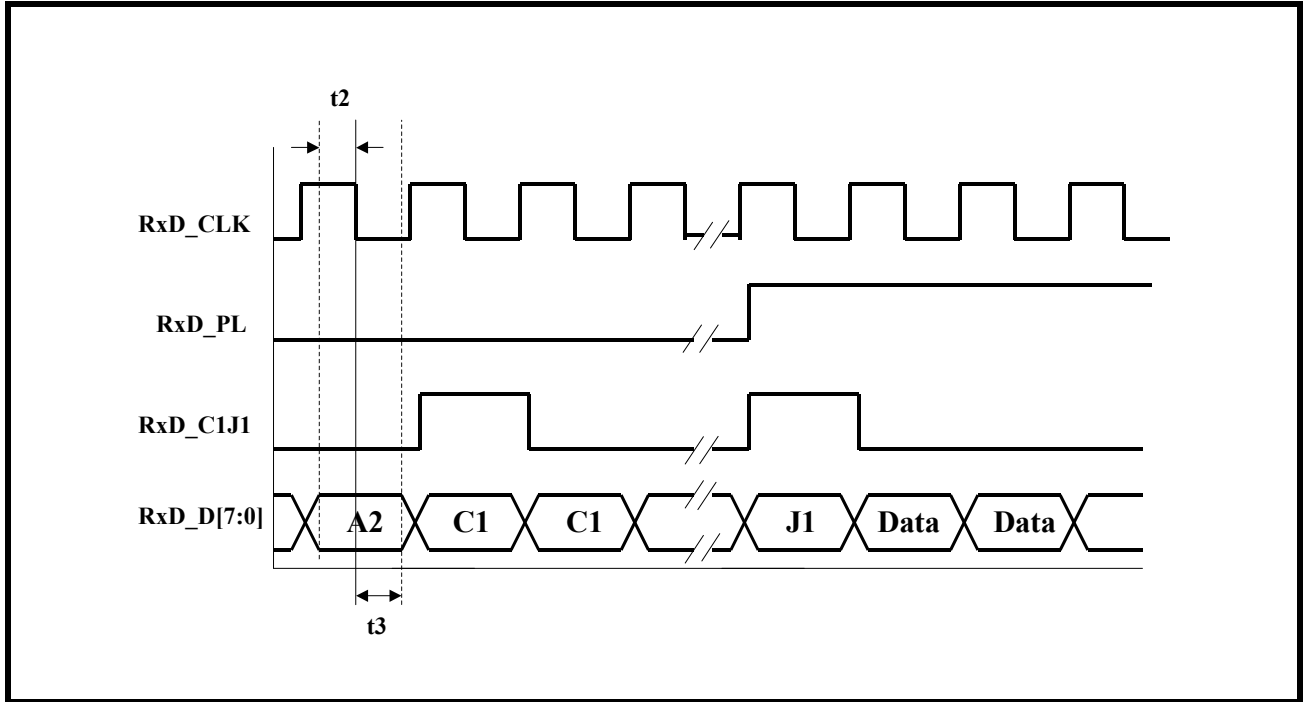 t2
RxD_CLK
RxD_PL
RxD_C1J1
RxD_D[7:0] A2 C1 C1 J1 Data Data
t3